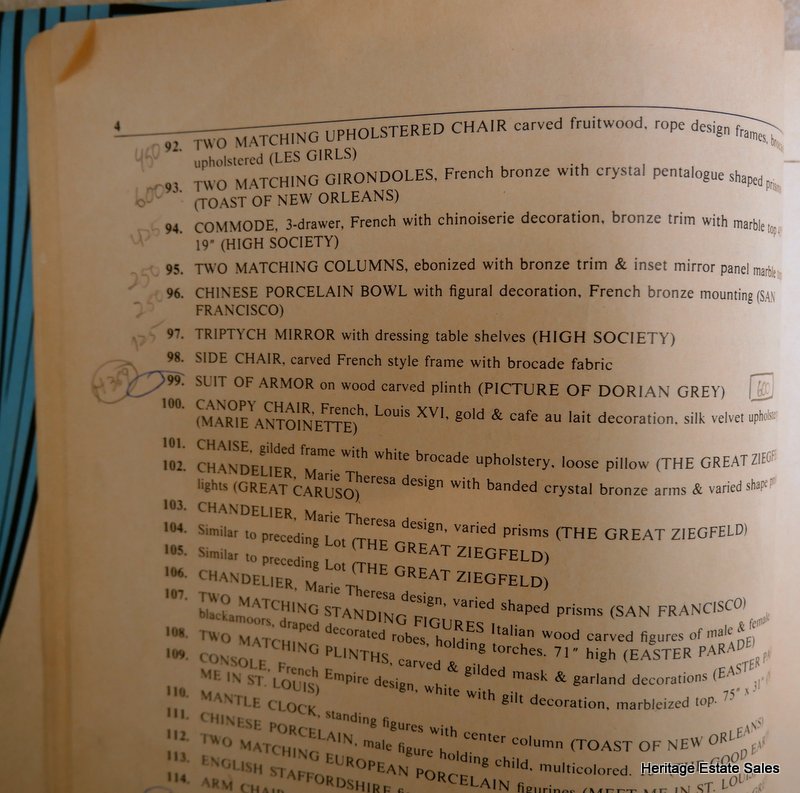 4
450 92. TWO MATCHING UPHOLSTERED CHAIR carved fruitwood, rope design frames,
upholstered (LES GIRLS)
600 93. TWO MATCHING GIRONDOLES, French bronze with crystal pentalogue shaped
(TOAST OF NEW ORLEANS)
94. COMMODE, 3-drawer, French with chinoiserie decoration, bronze trim with marble top
19" (HIGH SOCIETY)
250 95. TWO MATCHING COLUMNS, ebonized with bronze trim & inset mirror panel marble
96. CHINESE PORCELAIN BOWL with figural decoration, French bronze mounting (SAN
FRANCISCO)
97. TRIPTYCH MIRROR with dressing table shelves (HIGH SOCIETY)
98. SIDE CHAIR, carved French style frame with brocade fabric
99. SUIT OF ARMOR on wood carved plinth (PICTURE OF DORIAN GREY) 600
100. CANOPY CHAIR, French, Louis XVI, gold & cafe au lait decoration, silk velvet
(MARIE ANTOINETTE)
101. CHAISE, gilded frame with white brocade upholstery, loose pillow (THE GREAT
102. CHANDELIER, Marie Theresa design with banded crystal bronze arms & varied shape
lights (GREAT CARUSO)
103. CHANDELIER, Marie Theresa design, varied prisms (THE GREAT ZIEGFELD)
104. Similar to preceding Lot (THE GREAT ZIEGFELD)
105. Similar to preceding Lot (THE GREAT ZIEGFELD)
106. CHANDELIER, Marie Theresa design, varied shaped prisms (SAN FRANCISCO)
107. TWO MATCHING STANDING FIGURES Italian wood carved figures of male & female
blackamoors, draped decorated robes, holding torches. 71" high (EASTER PARADE)
108. TWO MATCHING PLINTHS, carved & gilded mask & garland decorations (EASTER
109. CONSOLE, French Empire design, white with gilt decoration, marbleized top. 75" x 31"
ME IN ST. LOUIS)
110. MANTLE CLOCK, standing figures with center column (TOAST OF NEW ORLEANS)
111. CHINESE PORCELAIN, male figure holding child, multicolored. GOOD
112. TWO MATCHING EUROPEAN PORCELAIN figurines (MEET ME IN ST.
113. ENGLISH STAFFORDSHIRE
114. ARM CHAIR
Heritage Estate Sales